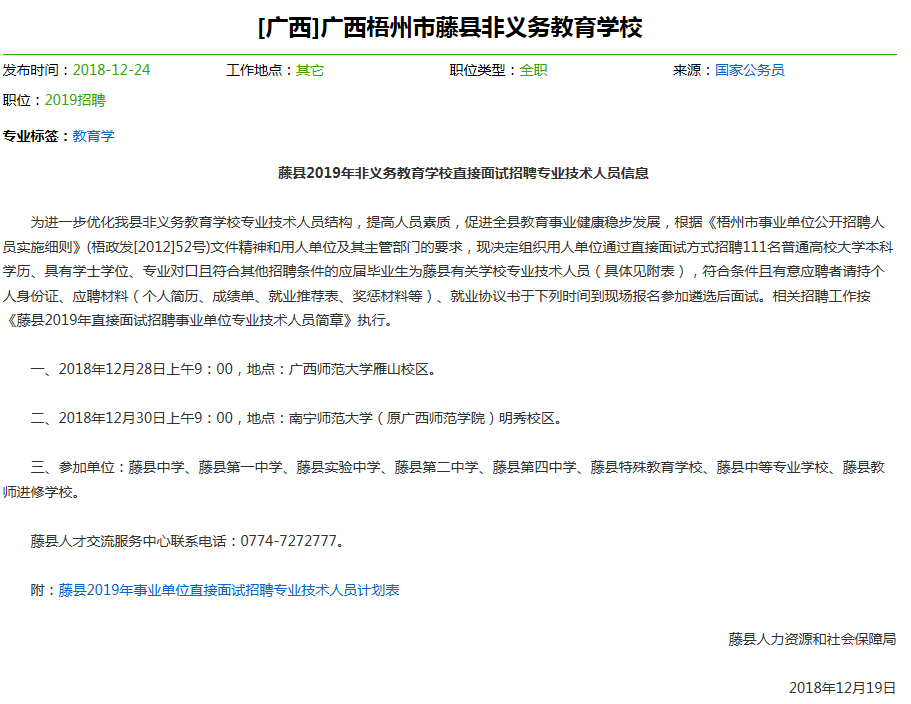 [广西]广西梧州市藤县非义务教育学校
发布时间：2018-12-24 工作地点：其它 职位类型：全职 来源：国家公务员
职位：2019招聘
专业标签：教育学
藤县2019年非义务教育学校直接面试招聘专业技术人员信息
为进一步优化我县非义务教育学校专业技术人员结构，提高人员素质，促进全县教育事业健康稳步发展，根据《梧州市事业单位公开招聘人
员实施细则》(梧政发[2012]52号)文件精神和用人单位及其主管部门的要求，现决定组织用人单位通过直接面试方式招聘111名普通高校大学本科
学历、具有学士学位、专业对口且符合其他招聘条件的应届毕业生为藤县有关学校专业技术人员（具体见附表），符合条件且有意应聘者请持个
人身份证、应聘材料（个人简历、成绩单、就业推荐表、奖惩材料等）、就业协议书于下列时间到现场报名参加遴选后面试。相关招聘工作按
《藤县2019年直接面试招聘事业单位专业技术人员简章》执行。
一、2018年12月28日上午9：00，地点：广西师范大学雁山校区。
二、2018年12月30日上午9：00，地点：南宁师范大学（原广西师范学院）明秀校区。
三、参加单位：藤县中学、藤县第一中学、藤县实验中学、藤县第二中学、藤县第四中学、藤县特殊教育学校、藤县中等专业学校、藤县教
师进修学校。
藤县人才交流服务中心联系电话：0774-7272777。
附：藤县2019年事业单位直接面试招聘专业技术人员计划表
藤县人力资源和社会保障局
2018年12月19日